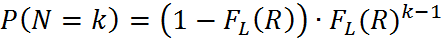 P(N = k) = (1 − F_L(R)) · F_L(R)^{k−1}